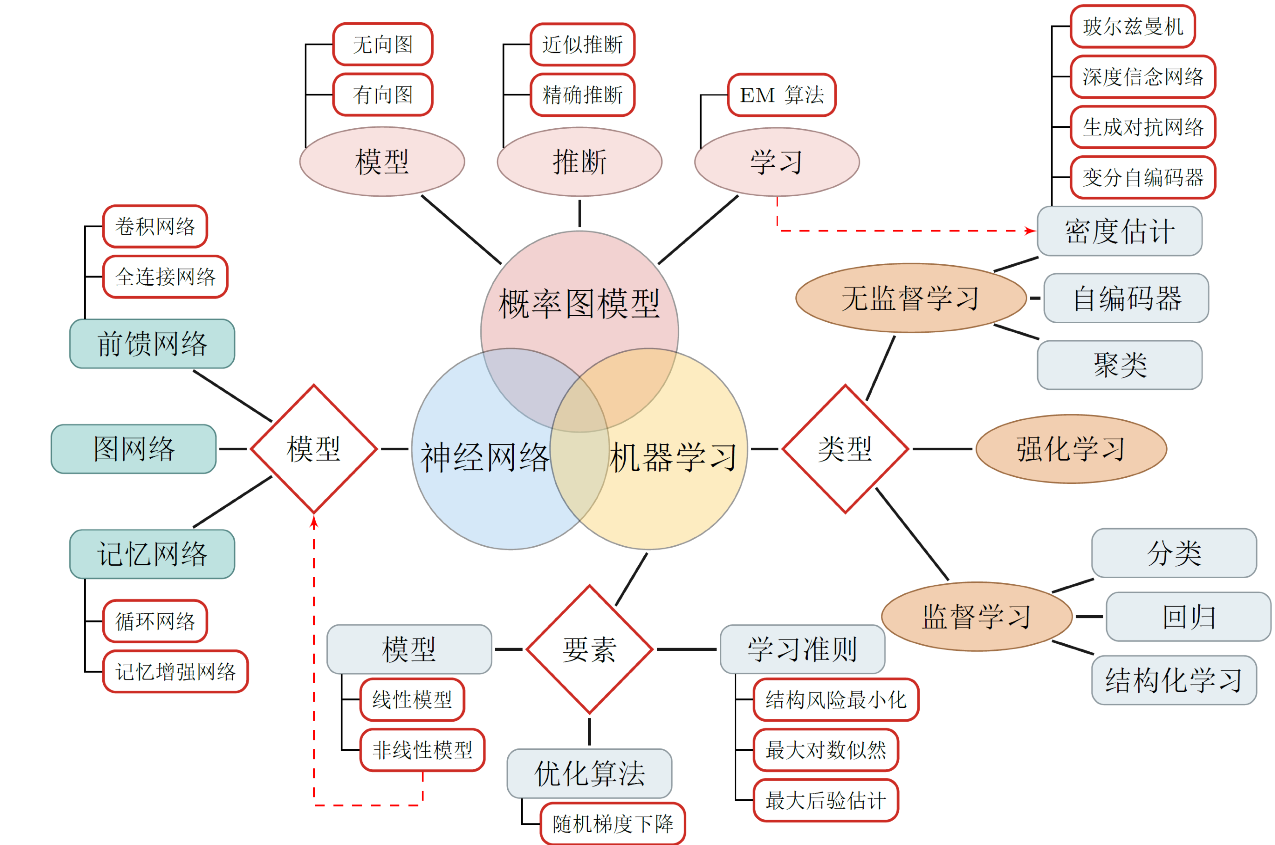 无向图
有向图
模型
近似推断
精确推断
推断
EM 算法
学习
玻尔兹曼机
深度信念网络
生成对抗网络
变分自编码器
密度估计
自编码器
聚类
无监督学习
概率图模型
神经网络
机器学习
卷积网络
全连接网络
前馈网络
图网络
记忆网络
循环网络
记忆增强网络
模型
类型
强化学习
监督学习
分类
回归
结构化学习
要素
模型
线性模型
非线性模型
优化算法
随机梯度下降
学习准则
结构风险最小化
最大对数似然
最大后验估计